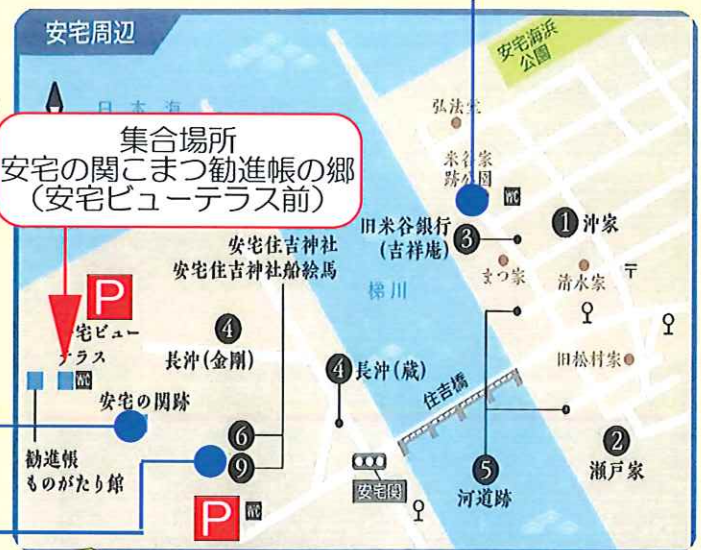 安宅周辺
安宅海浜
公園
日本海
集合場所
安宅の関こまつ勧進帳の郷
（安宅ビューテラス前）
弘法堂
米谷家
跡公園
WC
旧米谷銀行
（吉祥庵）
3
1 沖家
まつ家
清水家
〒
安宅住吉神社
安宅住吉神社船絵馬
梯川
P
安宅ビュー
テラス
WC
4
長沖（金剛）
4 長沖（蔵）
住吉橋
旧松村家
安宅の関跡
勧進帳
ものがたり館
6
9
P
WC
安宅関
5
河道跡
2
瀬戸家